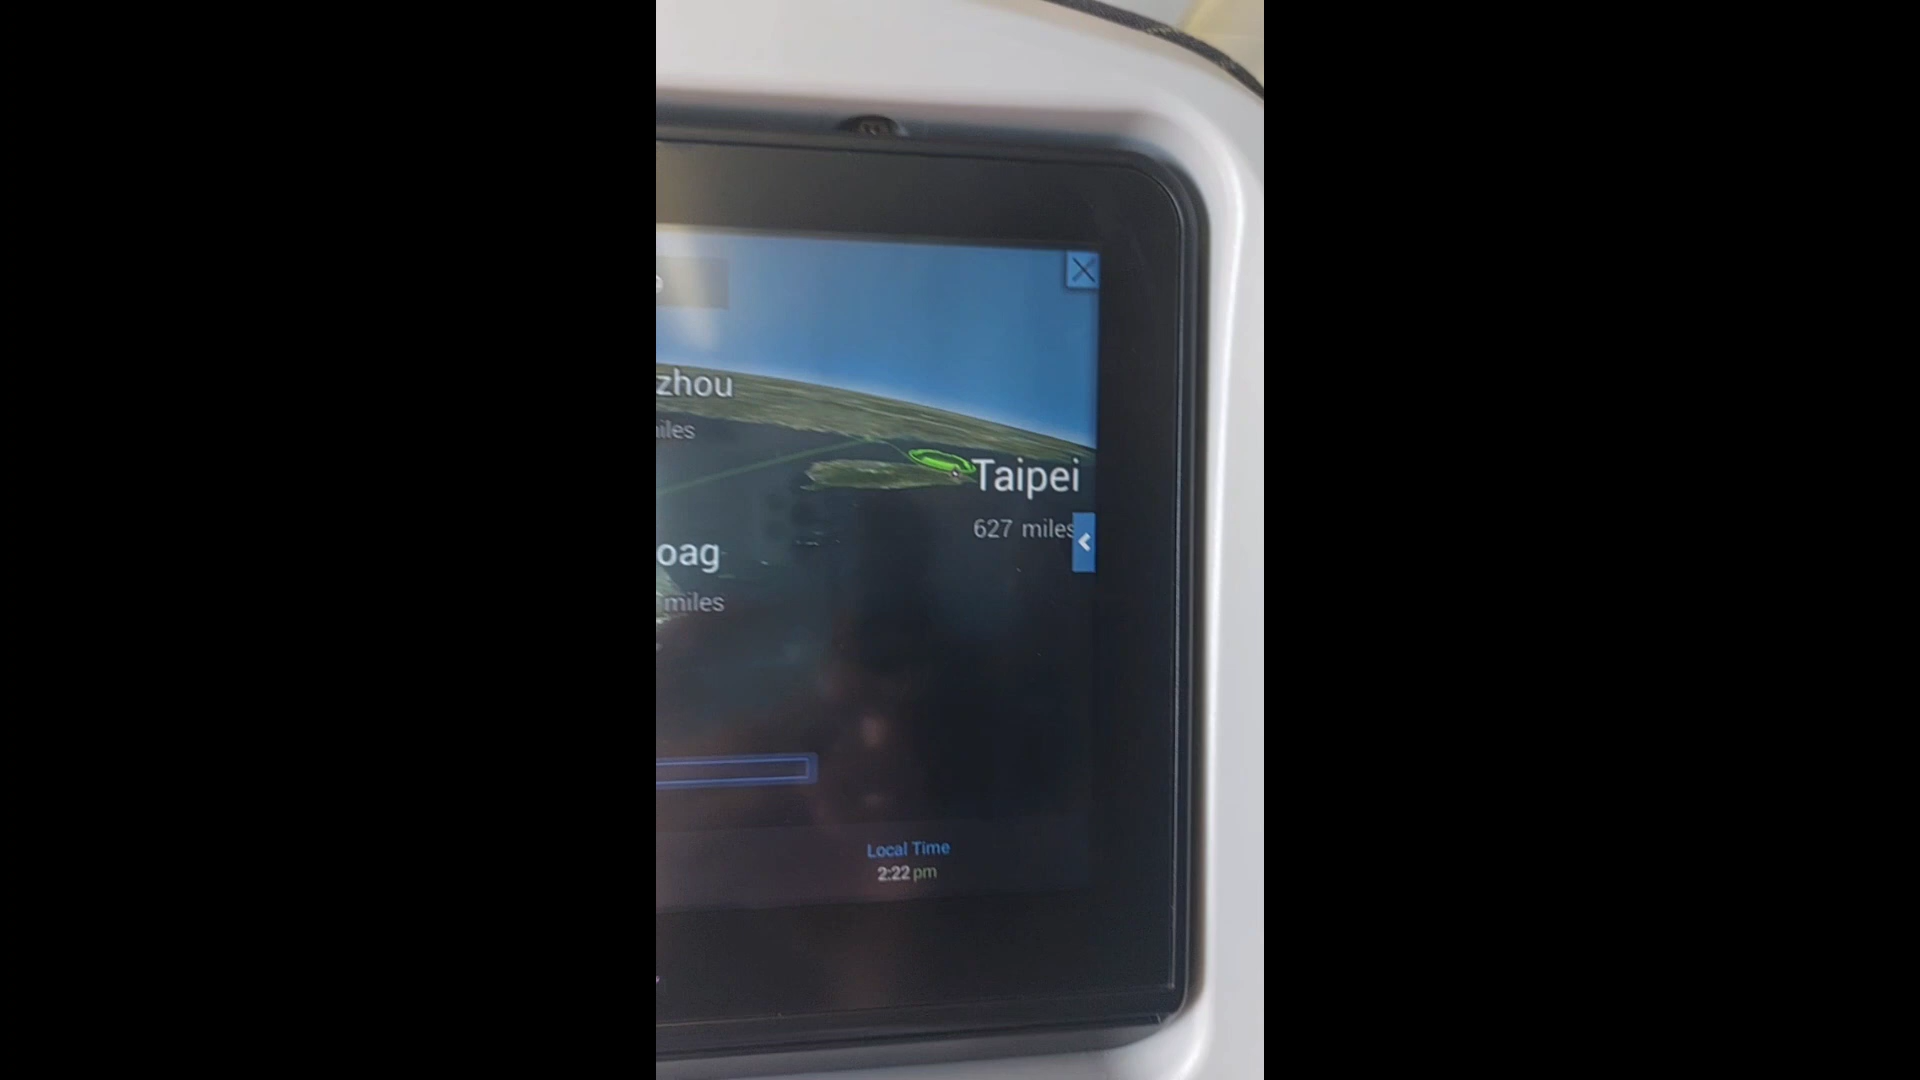 zhou
iles
Taipei
627 miles
oag
miles
Local Time
2:22 pm